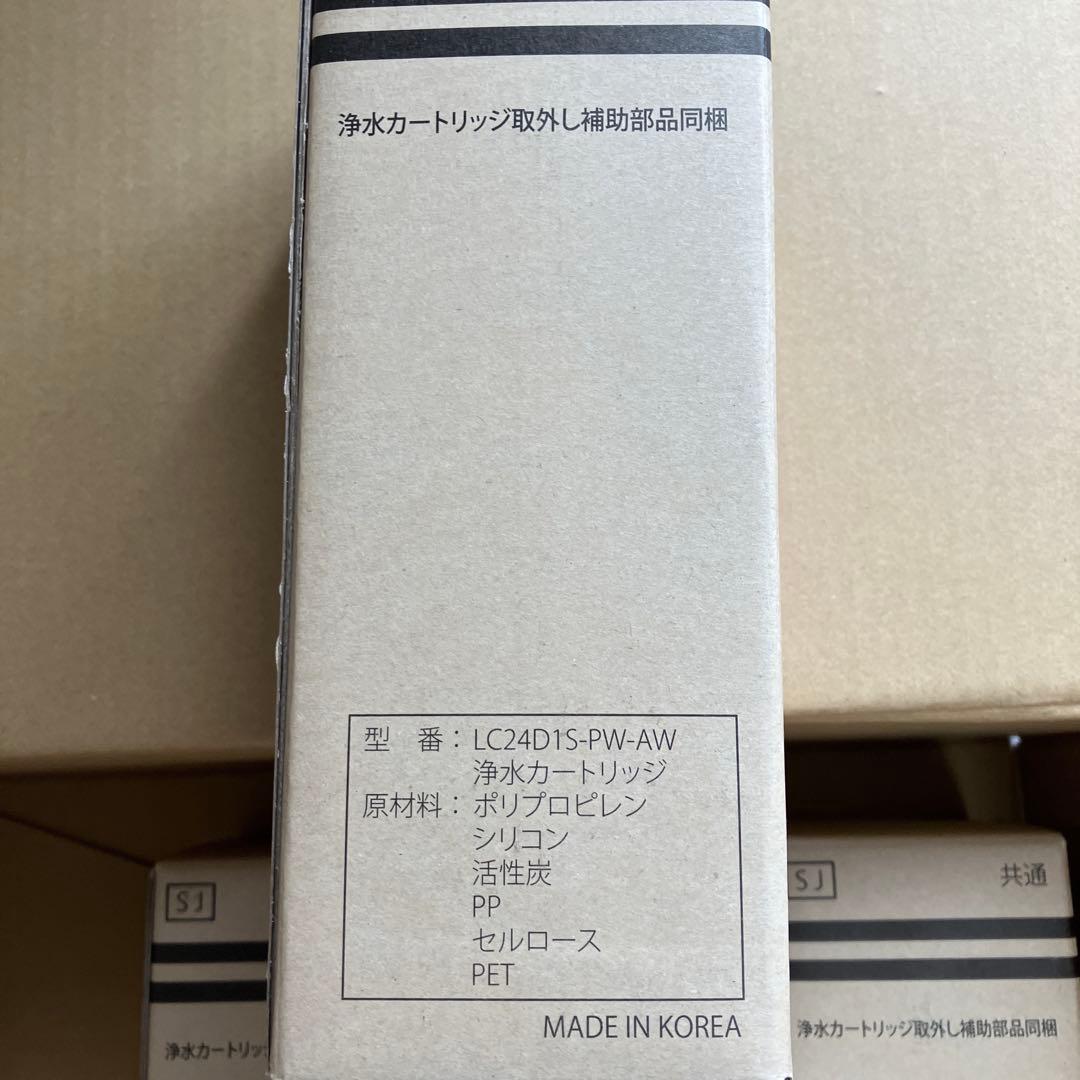 浄水カートリッジ取外し補助部品同梱
型　番：LC24D1S-PW-AW
浄水カートリッジ
原材料：ポリプロピレン
シリコン
活性炭
PP
セルロース
PET
MADE IN KOREA
SJ
浄水カートリッ
SJ 共通
浄水カートリッジ取外し補助部品同梱